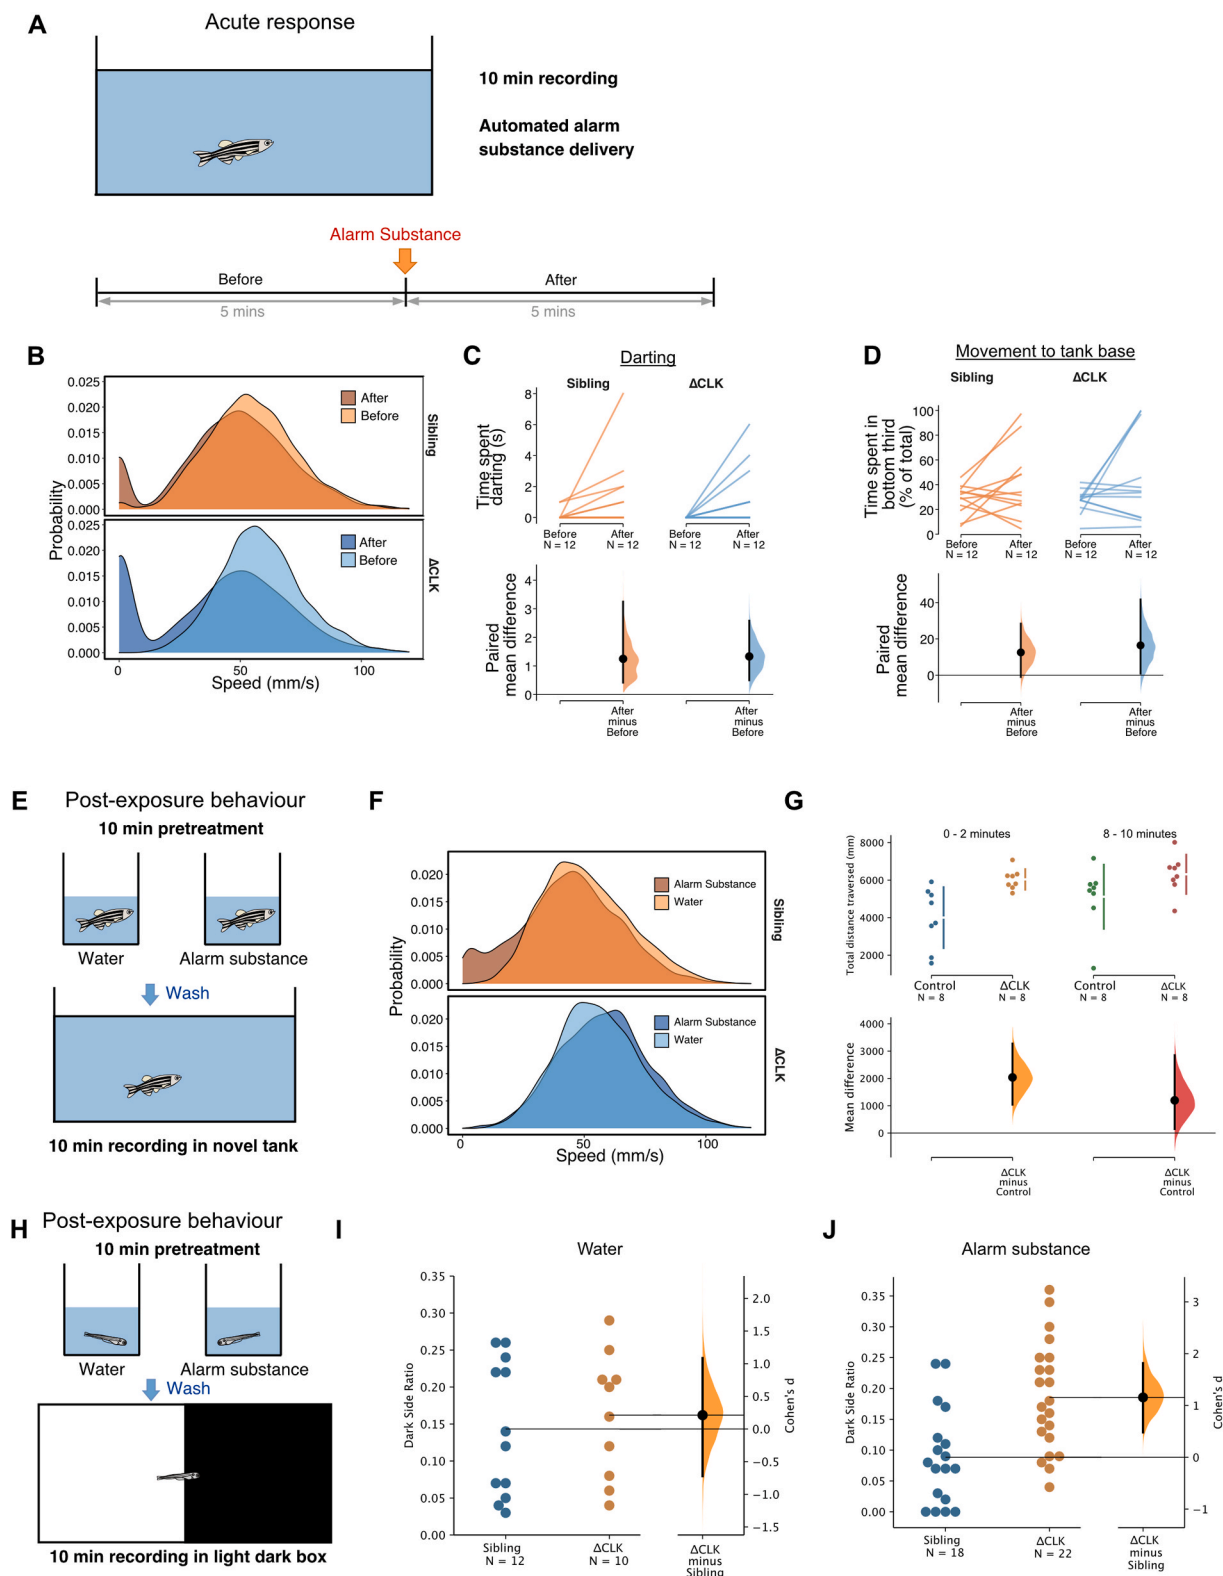 A
Acute response
10 min recording
Automated alarm
substance delivery
Alarm Substance
Before
After
5 mins
5 mins
B
Probability
0.025
0.020
0.015
0.010
0.005
0.000
After
Before
Sibling
0.025
0.020
0.015
0.010
0.005
0.000
After
Before
ΔCLK
0
50
100
Speed (mm/s)
C
Darting
Sibling
ΔCLK
Time spent
darting (s)
8
6
4
2
0
Before
N = 12
After
N = 12
Before
N = 12
After
N = 12
Paired
mean difference
4
3
2
1
0
After
minus
Before
After
minus
Before
D
Movement to tank base
Sibling
ΔCLK
Time spent in
bottom third
(% of total)
100
80
60
40
20
0
Before
N = 12
After
N = 12
Before
N = 12
After
N = 12
Paired
mean difference
40
20
0
After
minus
Before
After
minus
Before
E
Post-exposure behaviour
10 min pretreatment
Water
Alarm substance
Wash
10 min recording in novel tank
F
Probability
0.020
0.015
0.010
0.005
0.000
Alarm Substance
Water
Sibling
0.020
0.015
0.010
0.005
0.000
Alarm Substance
Water
ΔCLK
0
50
100
Speed (mm/s)
G
0 - 2 minutes
8 - 10 minutes
Total distance traversed (mm)
8000
6000
4000
2000
Control
N = 8
ΔCLK
N = 8
Control
N = 8
ΔCLK
N = 8
Mean difference
4000
3000
2000
1000
0
ΔCLK
minus
Control
ΔCLK
minus
Control
H
Post-exposure behaviour
10 min pretreatment
Water
Alarm substance
Wash
10 min recording in light dark box
I
Water
Dark Side Ratio
0.35
0.30
0.25
0.20
0.15
0.10
0.05
0.00
2.0
1.5
1.0
0.5
0.0
−0.5
−1.0
−1.5
Cohen's d
Sibling
N = 12
ΔCLK
N = 10
ΔCLK
minus
Sibling
J
Alarm substance
Dark Side Ratio
0.35
0.30
0.25
0.20
0.15
0.10
0.05
0.00
3
2
1
0
−1
Cohen's d
Sibling
N = 18
ΔCLK
N = 22
ΔCLK
minus
Sibling